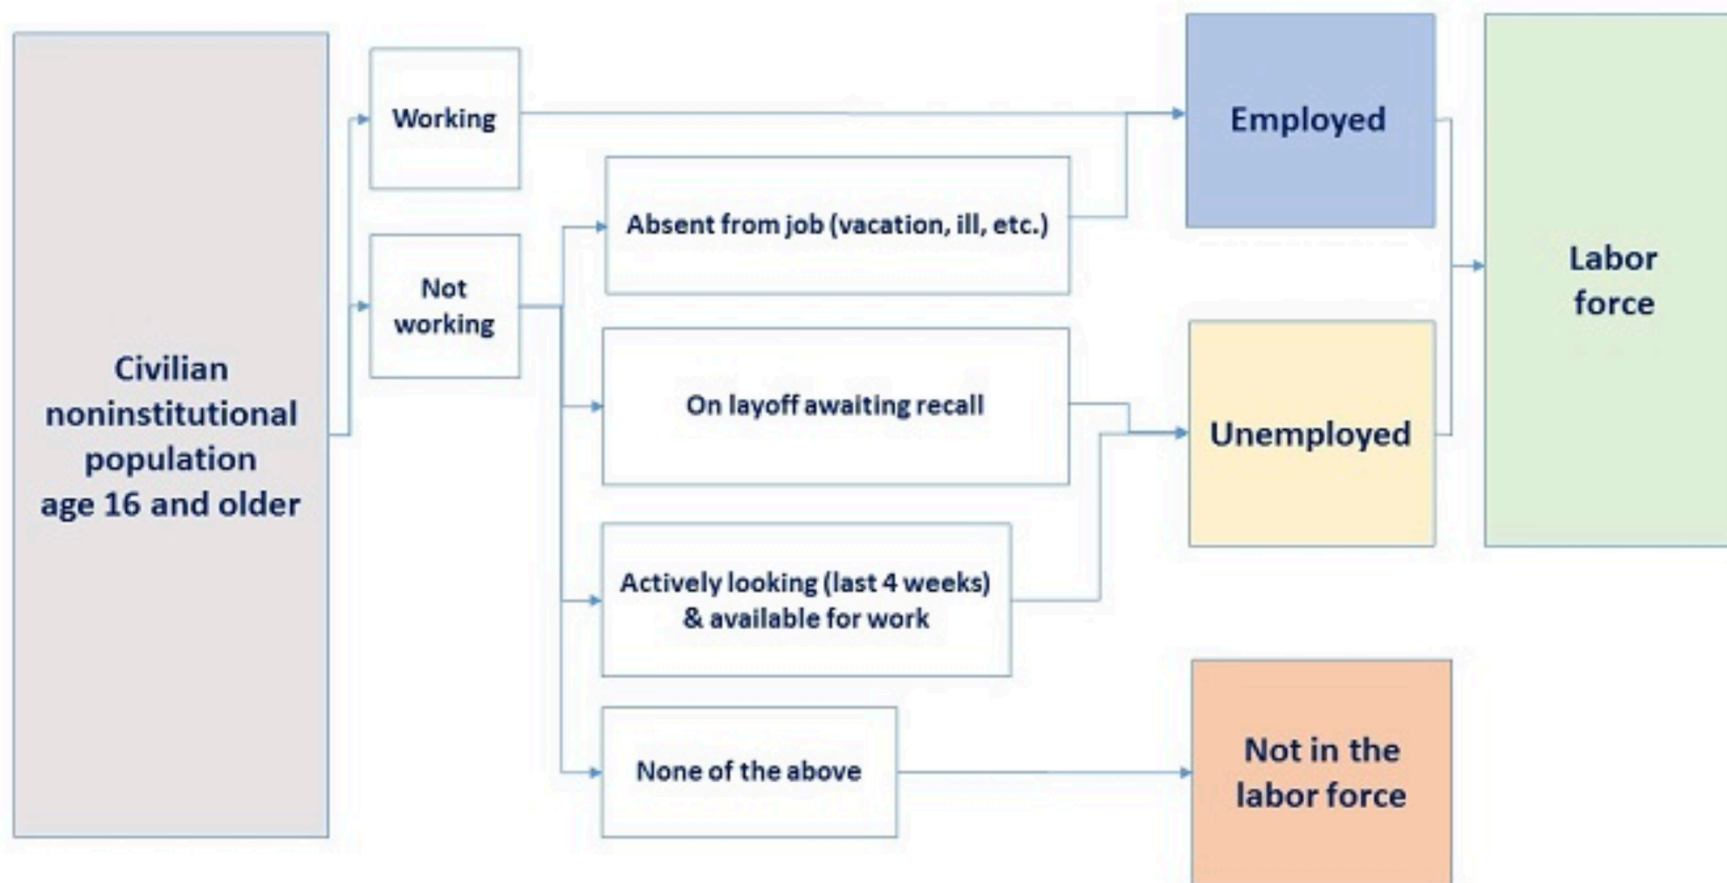 Civilian
noninstitutional
population
age 16 and older
Working
Not
working
Absent from job (vacation, ill, etc.)
On layoff awaiting recall
Actively looking (last 4 weeks)
& available for work
None of the above
Employed
Unemployed
Not in the
labor force
Labor
force